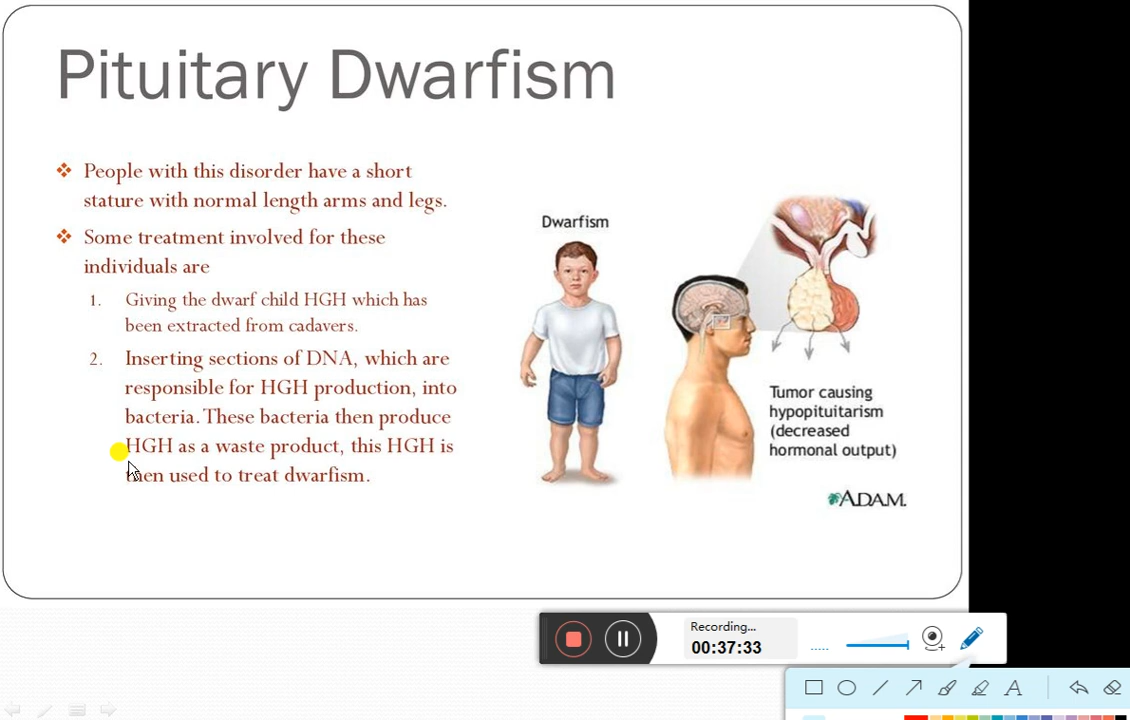 Pituitary Dwarfism
People with this disorder have a short
stature with normal length arms and legs.
Some treatment involved for these
individuals are
1. Giving the dwarf child HGH which has
been extracted from cadavers.
2. Inserting sections of DNA, which are
responsible for HGH production, into
bacteria. These bacteria then produce
HGH as a waste product, this HGH is
then used to treat dwarfism.
Dwarfism
Tumor causing
hypopituitarism
(decreased
hormonal output)
ADAM.
Recording...
00:37:33
A